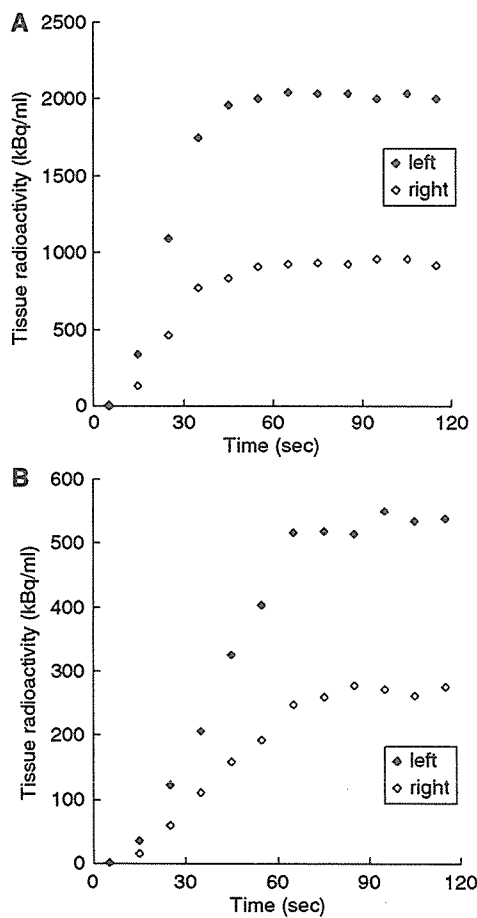 A
2500
2000
1500
1000
500
0
Tissue radioactivity (kBq/ml)
left
right
0 30 60 90 120
Time (sec)
B
600
500
400
300
200
100
0
Tissue radioactivity (kBq/ml)
left
right
0 30 60 90 120
Time (sec)